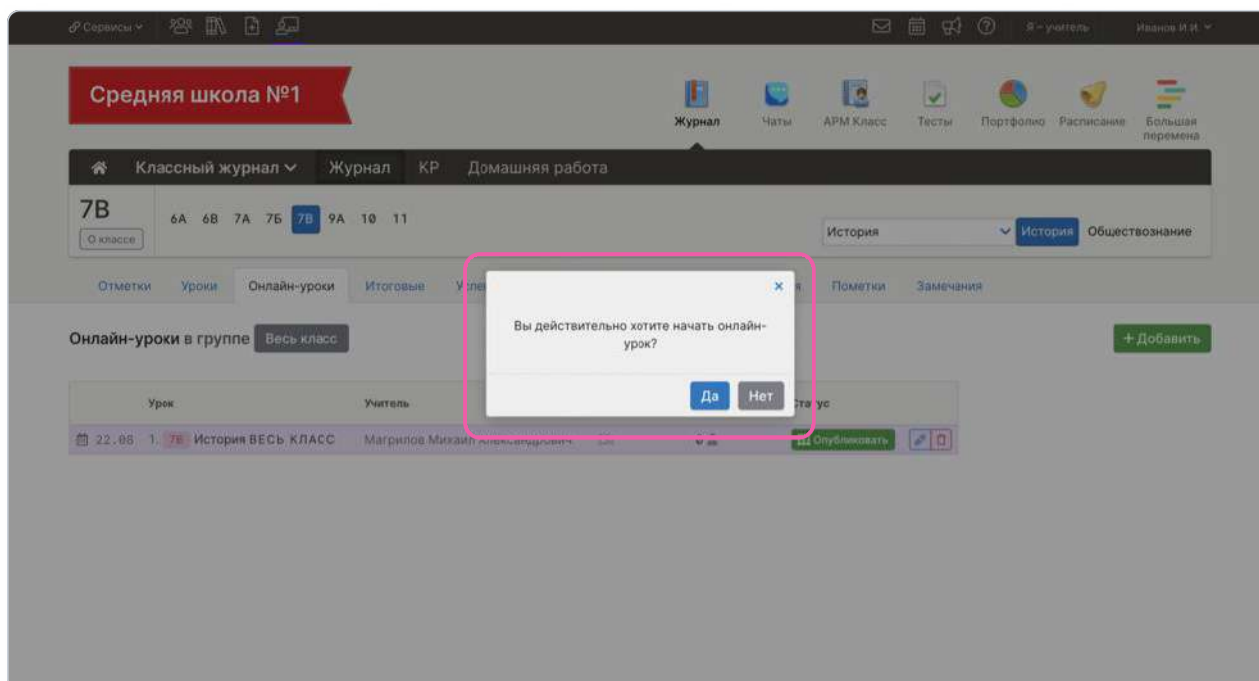 Сервисы
Я – учитель
Иванов И.И.
Средняя школа №1
Журнал
Чаты
АРМ Класс
Тесты
Портфолио
Расписание
Большая
перемена
Классный журнал
Журнал
КР
Домашняя работа
7В
О классе
6А 6В 7А 7Б 7В 9А 10 11
История
История
Обществознание
Отметки
Уроки
Онлайн-уроки
Итоговые
Пометки
Замечания
Онлайн-уроки в группе Весь класс
+ Добавить
Вы действительно хотите начать онлайн-
урок?
Да
Нет
Урок
Учитель
Статус
22.08 1. 7В История ВЕСЬ КЛАСС
Магрилов Михаил Александрович
Опубликовать